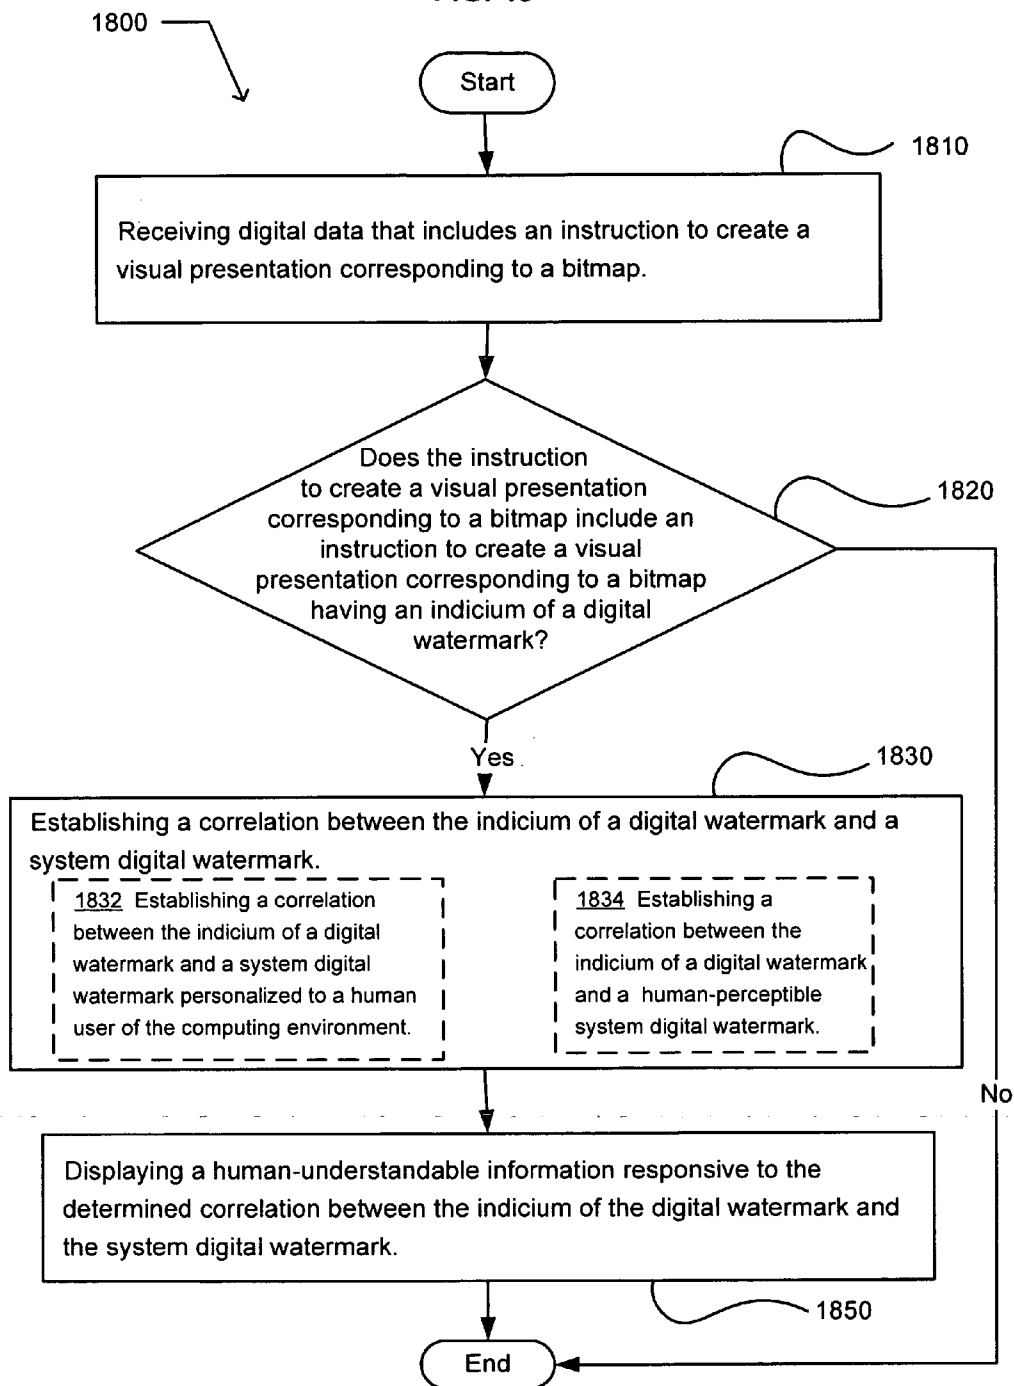 1800
Start
1810
Receiving digital data that includes an instruction to create a
visual presentation corresponding to a bitmap.
Does the instruction
to create a visual presentation
corresponding to a bitmap include an
instruction to create a visual
presentation corresponding to a bitmap
having an indicium of a digital
watermark?
1820
Yes
1830
Establishing a correlation between the indicium of a digital watermark and a
system digital watermark.
1832 Establishing a correlation
between the indicium of a digital
watermark and a system digital
watermark personalized to a human
user of the computing environment.
1834 Establishing a
correlation between the
indicium of a digital watermark
and a human-perceptible
system digital watermark.
No
Displaying a human-understandable information responsive to the
determined correlation between the indicium of the digital watermark and
the system digital watermark.
1850
End